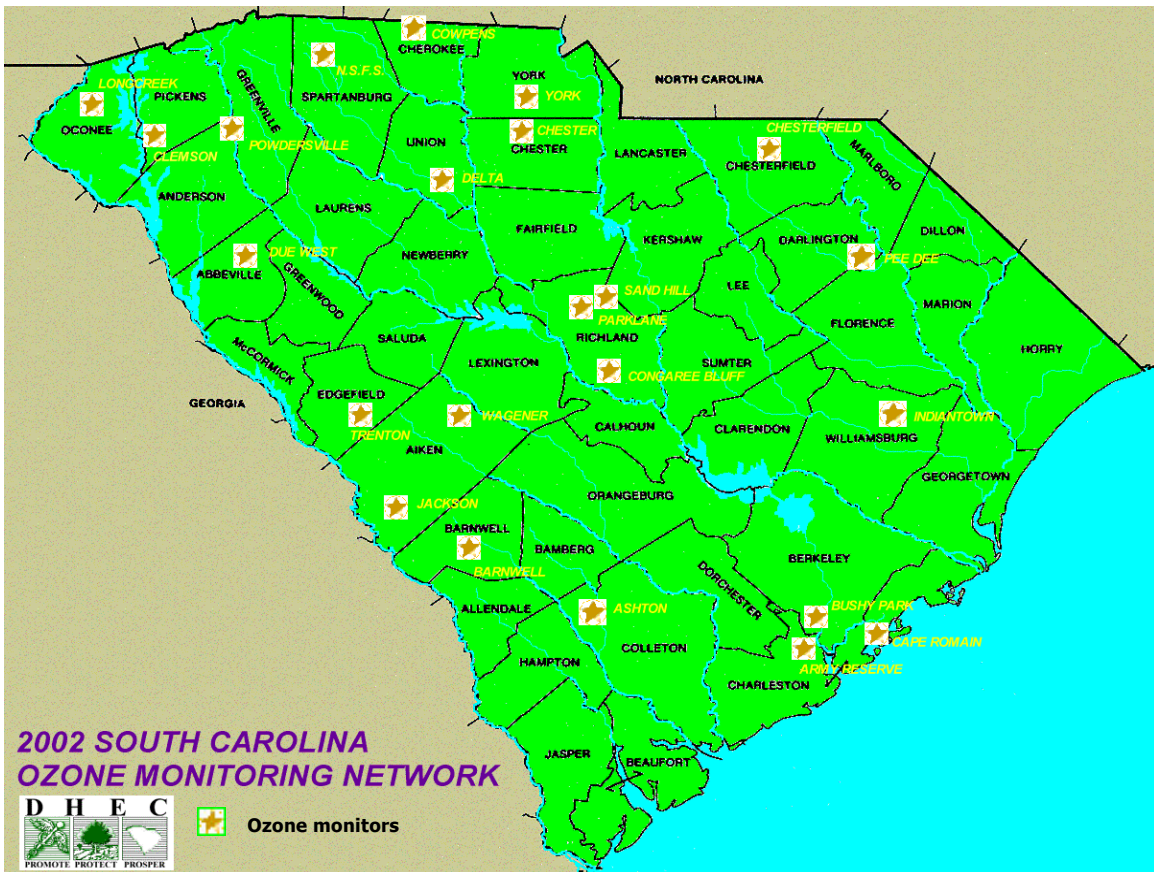 COWPENS
CHEROKEE
N.S.F.S.
YORK
NORTH CAROLINA
LONGCREEK
PICKENS
GREENVILLE
SPARTANBURG
YORK
OCONEE
CLEMSON
POWDERSVILLE
UNION
CHESTER
CHESTER
LANCASTER
CHESTERFIELD
CHESTERFIELD
MARLBORO
DELTA
ANDERSON
LAURENS
FAIRFIELD
KERSHAW
DARLINGTON
DILLON
DUE WEST
NEWBERRY
PEE DEE
ABBEVILLE
GREENWOOD
LEE
SAND HILL
MARION
PARKLANE
FLORENCE
SALUDA
RICHLAND
HORRY
McCORMICK
LEXINGTON
SUMTER
CONGAREE BLUFF
GEORGIA
EDGEFIELD
TRENTON
WAGENER
INDIANTOWN
CALHOUN
CLARENDON
WILLIAMSBURG
AIKEN
GEORGETOWN
ORANGEBURG
JACKSON
BARNWELL
BAMBERG
BERKELEY
BARNWELL
DORCHESTER
ALLENDALE
ASHTON
BUSHY PARK
CAPE ROMAIN
COLLETON
HAMPTON
ARMY RESERVE
CHARLESTON
JASPER
BEAUFORT
2002 SOUTH CAROLINA
OZONE MONITORING NETWORK
D H E C
PROMOTE PROTECT PROSPER
Ozone monitors